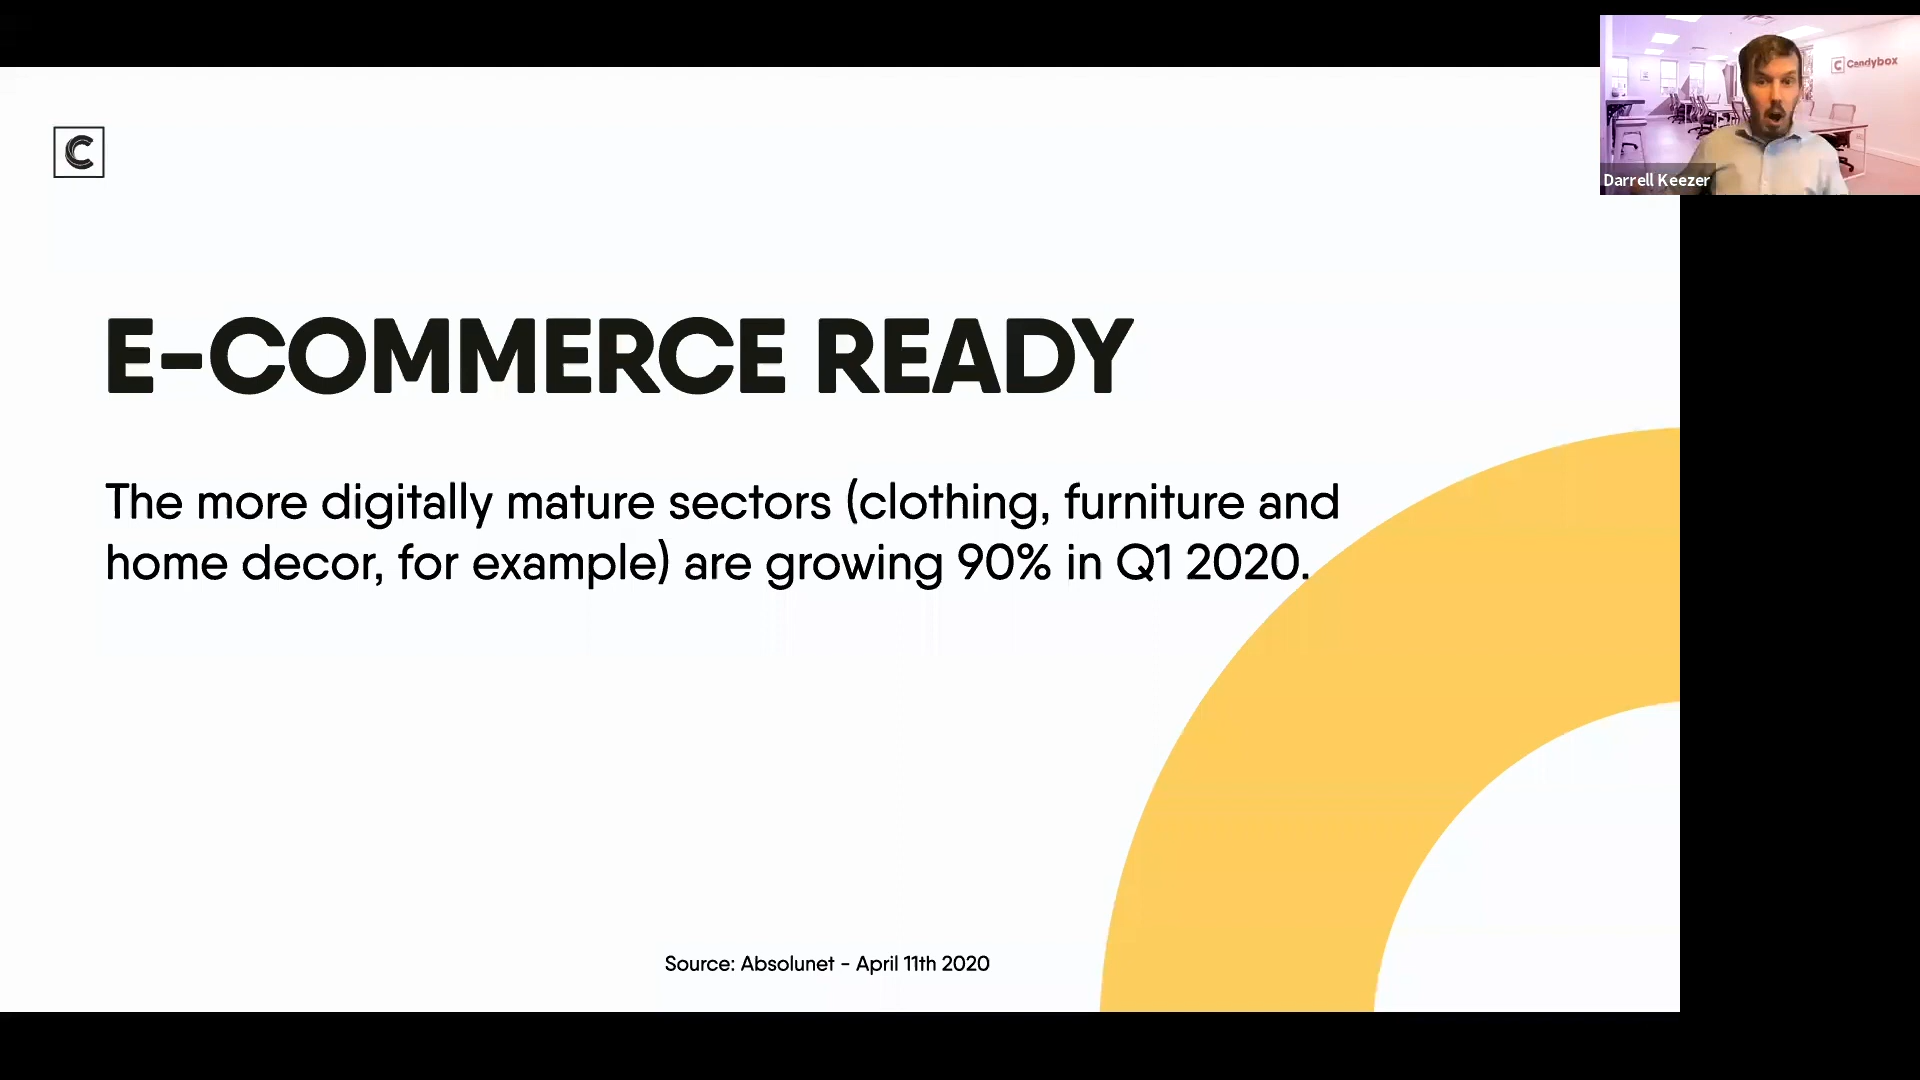 C
Candybox
Darrell Keezer
E-COMMERCE READY
The more digitally mature sectors (clothing, furniture and
home decor, for example) are growing 90% in Q1 2020.
Source: Absolunet - April 11th 2020